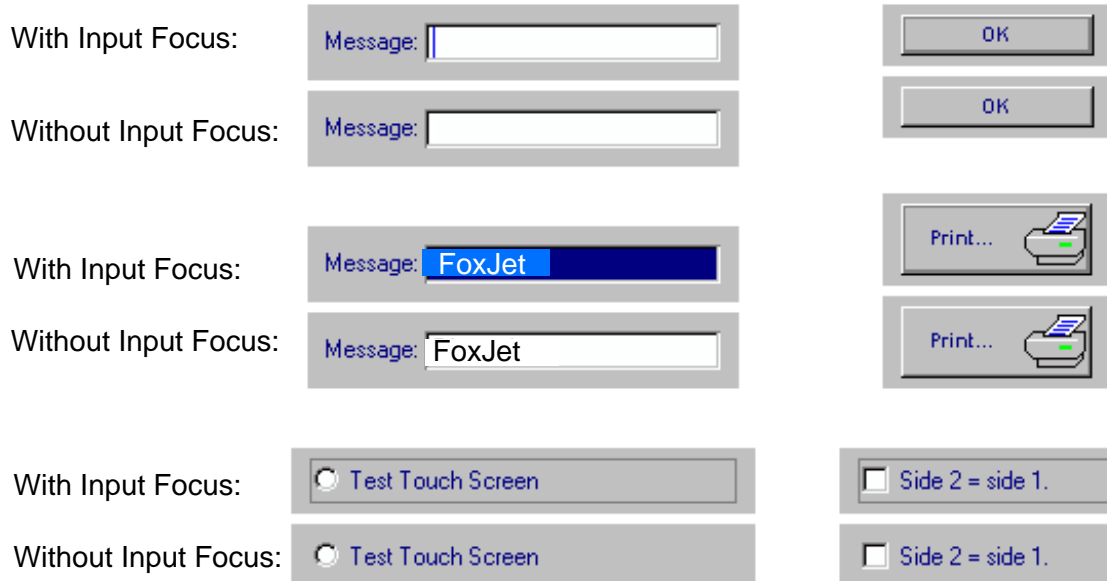 With Input Focus: Message: OK
Without Input Focus: Message: OK
With Input Focus: Message: FoxJet Print...
Without Input Focus: Message: FoxJet Print...
With Input Focus: Test Touch Screen Side 2 = side 1.
Without Input Focus: Test Touch Screen Side 2 = side 1.